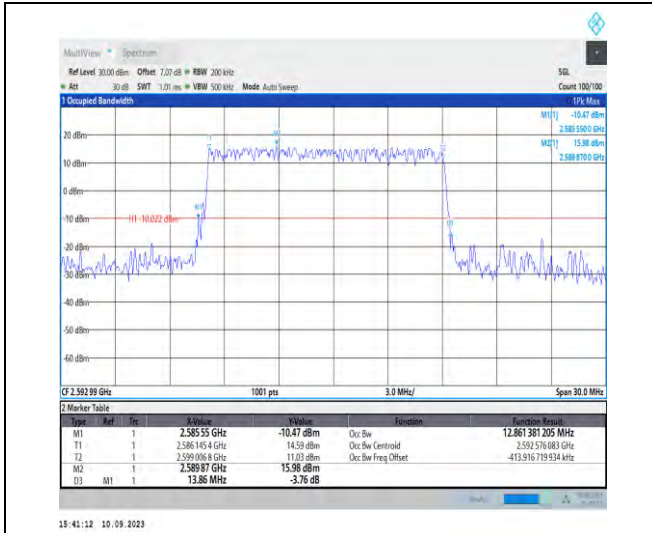 MultiView Spectrum
Ref Level 30.00 dBm Offset 7.07 dB RBW 200 kHz SGL
Att 30 dB SWT 1.01 ms VBW 500 kHz Mode Auto Sweep Count 100/100
1 Occupied Bandwidth 1Pk Max
M1[1] -10.47 dBm
2.585 5500 GHz
20 dBm M2[1] 15.98 dBm
2.589 8700 GHz
10 dBm
0 dBm
-10 dBm H1 -10.022 dBm
-20 dBm
-30 dBm
-40 dBm
-50 dBm
-60 dBm
CF 2.592 99 GHz 1001 pts 3.0 MHz/ Span 30.0 MHz
2 Marker Table
Type Ref Trc X-Value Y-Value Function Function Result
M1 1 2.585 55 GHz -10.47 dBm Occ Bw 12.861 381 205 MHz
T1 1 2.586 145 4 GHz 14.59 dBm Occ Bw Centroid 2.592 576 083 GHz
T2 1 2.599 006 8 GHz 11.03 dBm Occ Bw Freq Offset -413.916 719 934 kHz
M2 1 2.589 87 GHz 15.98 dBm
D3 M1 1 13.86 MHz -3.76 dB
15:41:12 10.09.2023